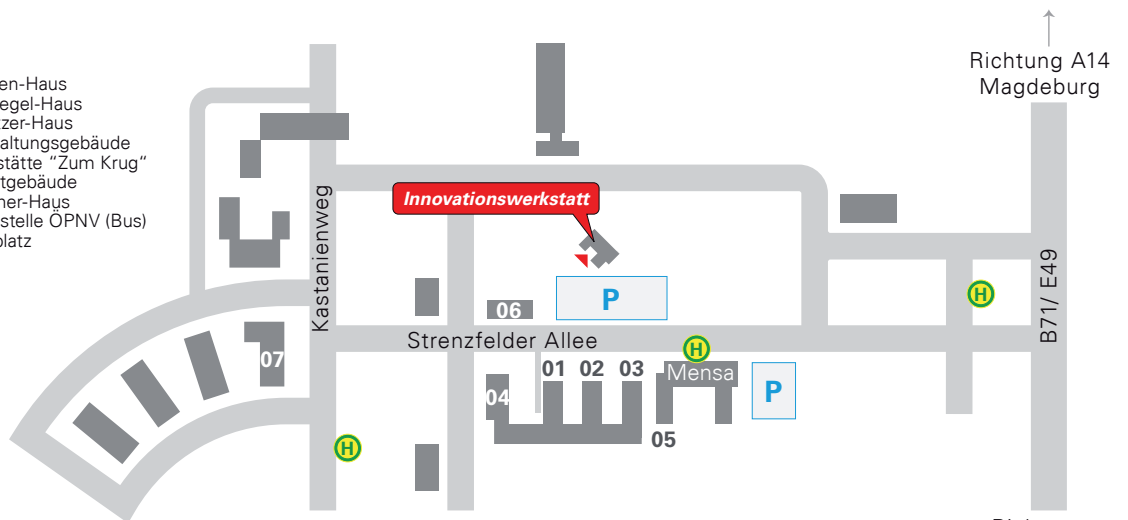 en-Haus
egel-Haus
zer-Haus
altungsgebäude
stätte “Zum Krug“
tgebäude
ner-Haus
stelle ÖPNV (Bus)
platz
Richtung A14
Magdeburg
Innovationswerkstatt
Kastanienweg
B71/ E49
H
P
06
Strenzfelder Allee
H
07
01 02 03
Mensa
P
04
05
H